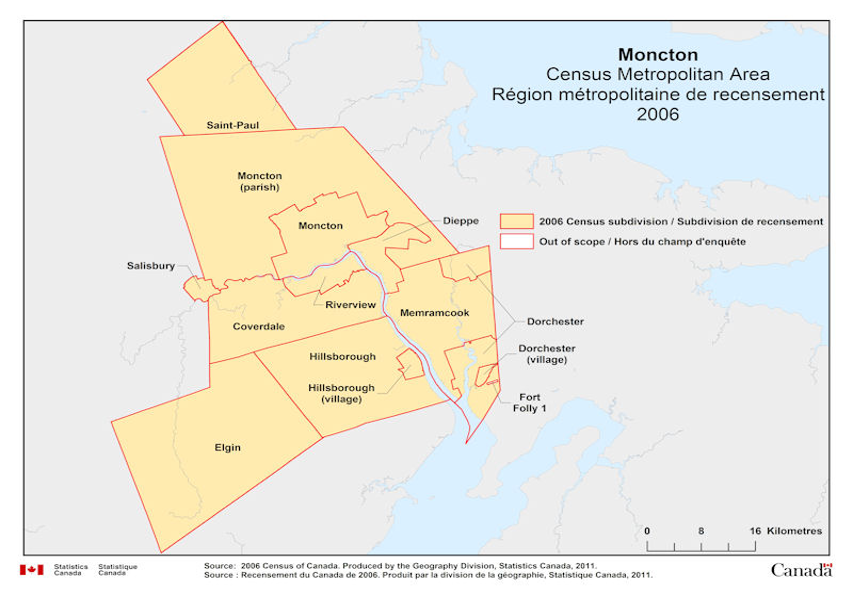 Moncton
Census Metropolitan Area
Région métropolitaine de recensement
2006
Saint-Paul
Moncton
(parish)
Moncton
Dieppe
2006 Census subdivision / Subdivision de recensement
Out of scope / Hors du champ d'enquête
Salisbury
Riverview
Coverdale
Memramcook
Dorchester
Hillsborough
Dorchester
(village)
Hillsborough
(village)
Fort
Folly 1
Elgin
0 8 16 Kilometres
Statistics
Canada
Statistique
Canada
Source: 2006 Census of Canada. Produced by the Geography Division, Statistics Canada, 2011.
Source : Recensement du Canada de 2006. Produit par la division de la géographie, Statistique Canada, 2011.
Canada